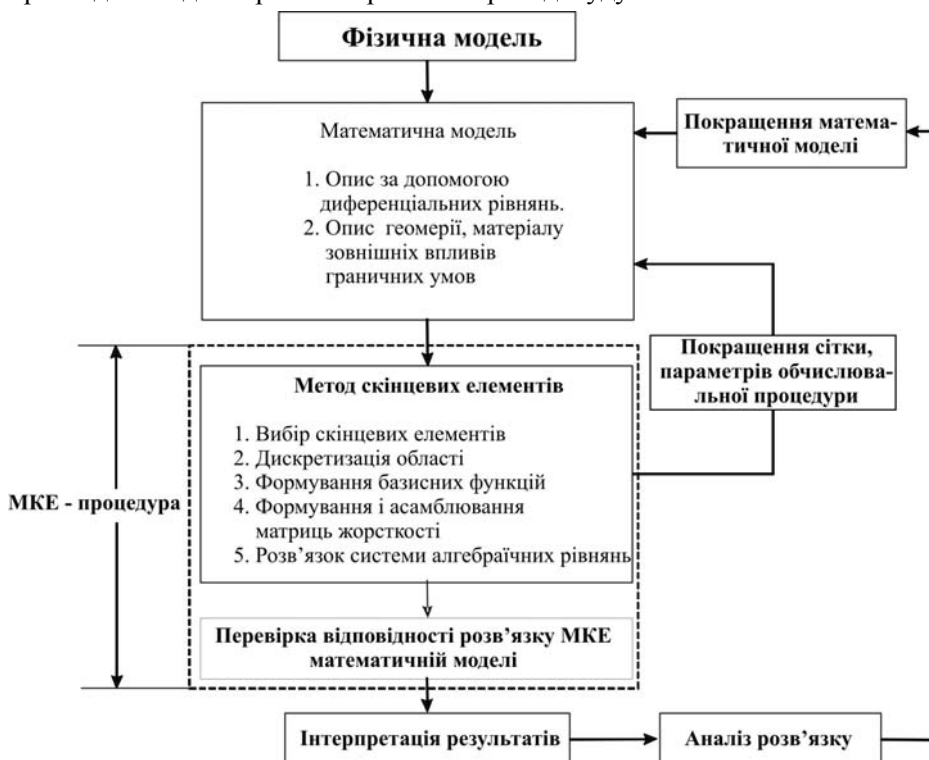 Фізична модель
Математична модель
1. Опис за допомогою
диференціальних рівнянь.
2. Опис геомерії, матеріалу
зовнішніх впливів
граничних умов
Покращення матема-
тичної моделі
Покращення сітки,
параметрів обчислюва-
льної процедури
МКЕ - процедура
Метод скінцевих елементів
1. Вибір скінцевих елементів
2. Дискретизація області
3. Формування базисних функцій
4. Формування і асамблювання
матриць жорсткості
5. Розв’язок системи алгебраїчних рівнянь
Перевірка відповідності розв’язку МКЕ
математичній моделі
Інтерпретація результатів
Аналіз розв’язку